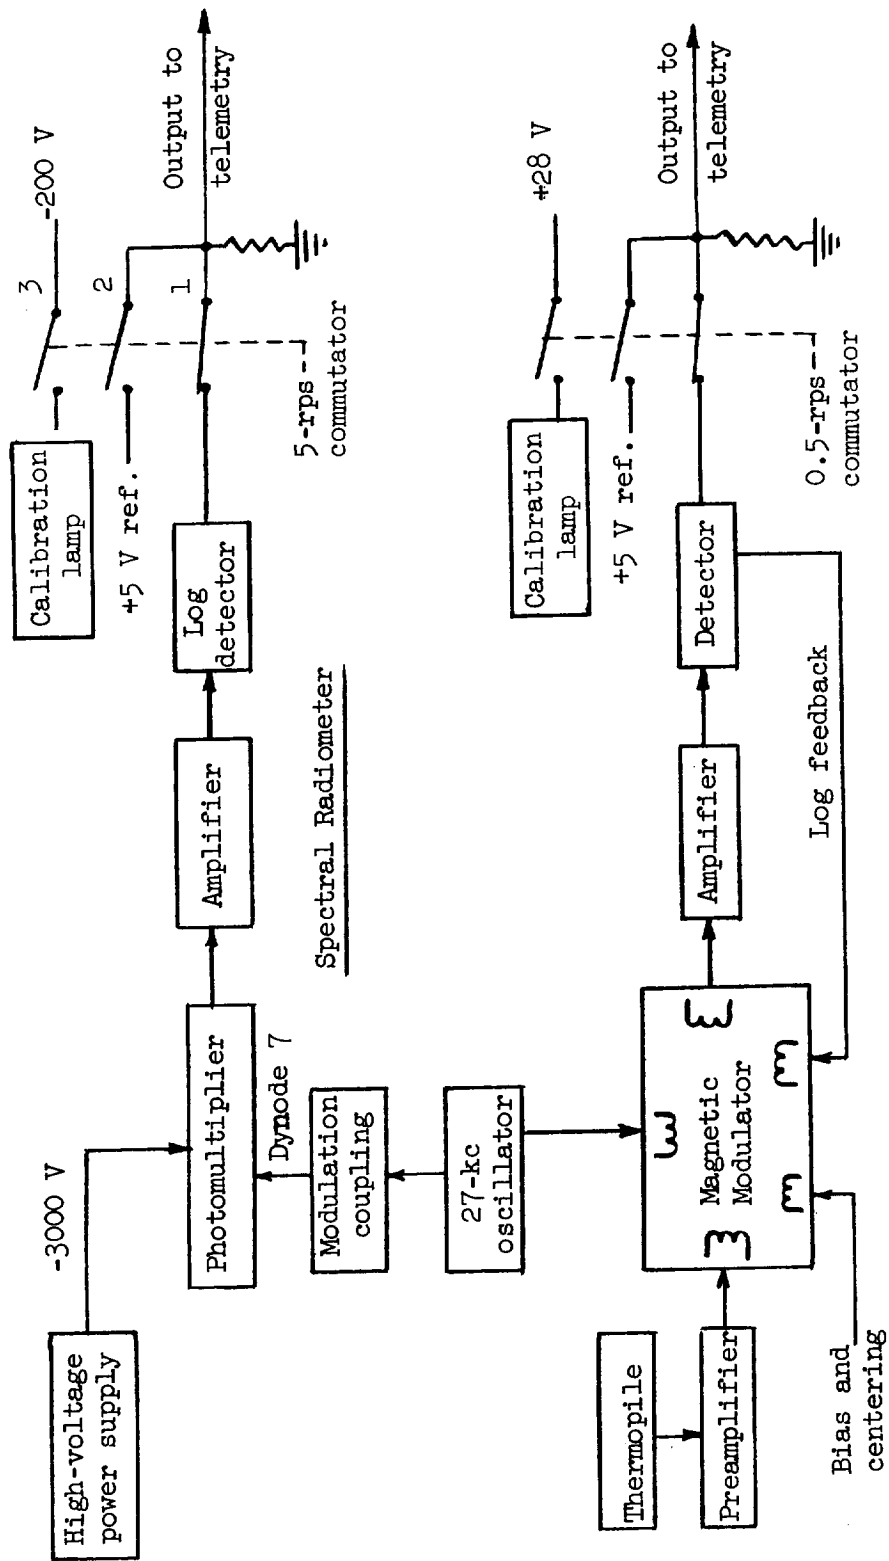 High-voltage
power supply
-3000 V
Photomultiplier
Dynode 7
Modulation
coupling
27-kc
oscillator
Amplifier
Log
detector
Calibration
lamp
+5 V ref.
3
-200 V
2
1
5-rps
commutator
Output to
telemetry
Spectral Radiometer
Thermopile
Preamplifier
Bias and
centering
Magnetic
Modulator
Amplifier
Detector
Log feedback
Calibration
lamp
+5 V ref.
+28 V
0.5-rps
commutator
Output to
telemetry